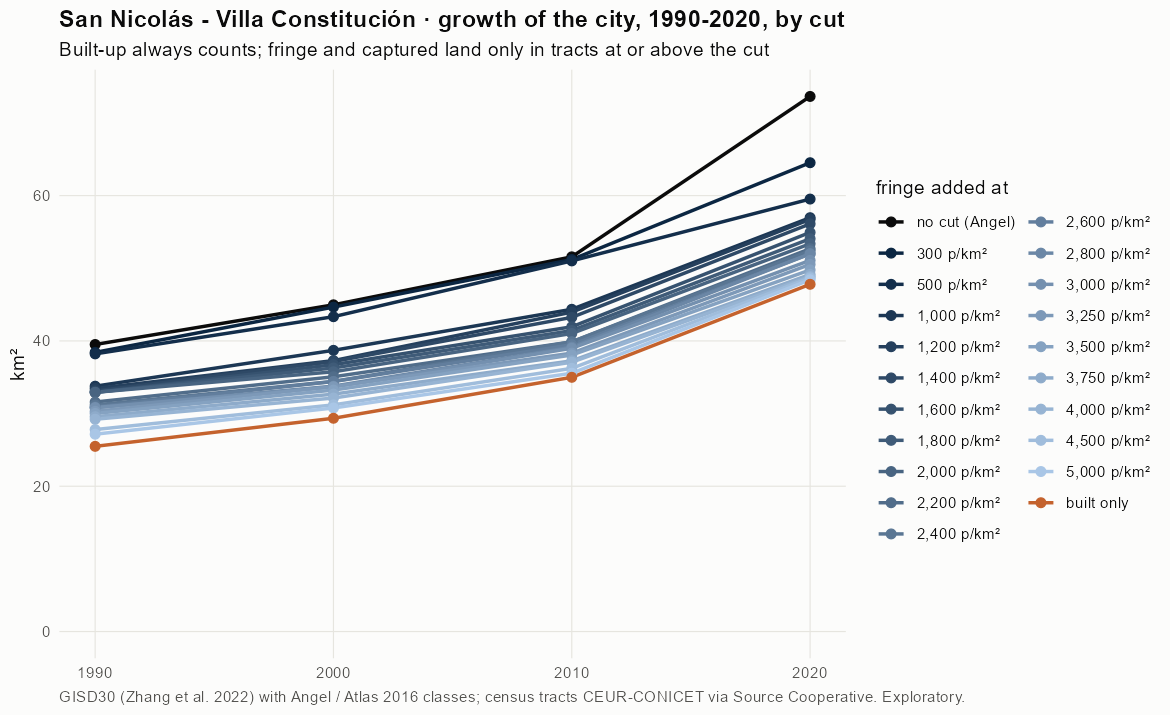 San Nicolás - Villa Constitución · growth of the city, 1990-2020, by cut
Built-up always counts; fringe and captured land only in tracts at or above the cut
km²
60
40
20
0
1990
2000
2010
2020
fringe added at
no cut (Angel)
300 p/km²
500 p/km²
1,000 p/km²
1,200 p/km²
1,400 p/km²
1,600 p/km²
1,800 p/km²
2,000 p/km²
2,200 p/km²
2,400 p/km²
2,600 p/km²
2,800 p/km²
3,000 p/km²
3,250 p/km²
3,500 p/km²
3,750 p/km²
4,000 p/km²
4,500 p/km²
5,000 p/km²
built only
GISD30 (Zhang et al. 2022) with Angel / Atlas 2016 classes; census tracts CEUR-CONICET via Source Cooperative. Exploratory.